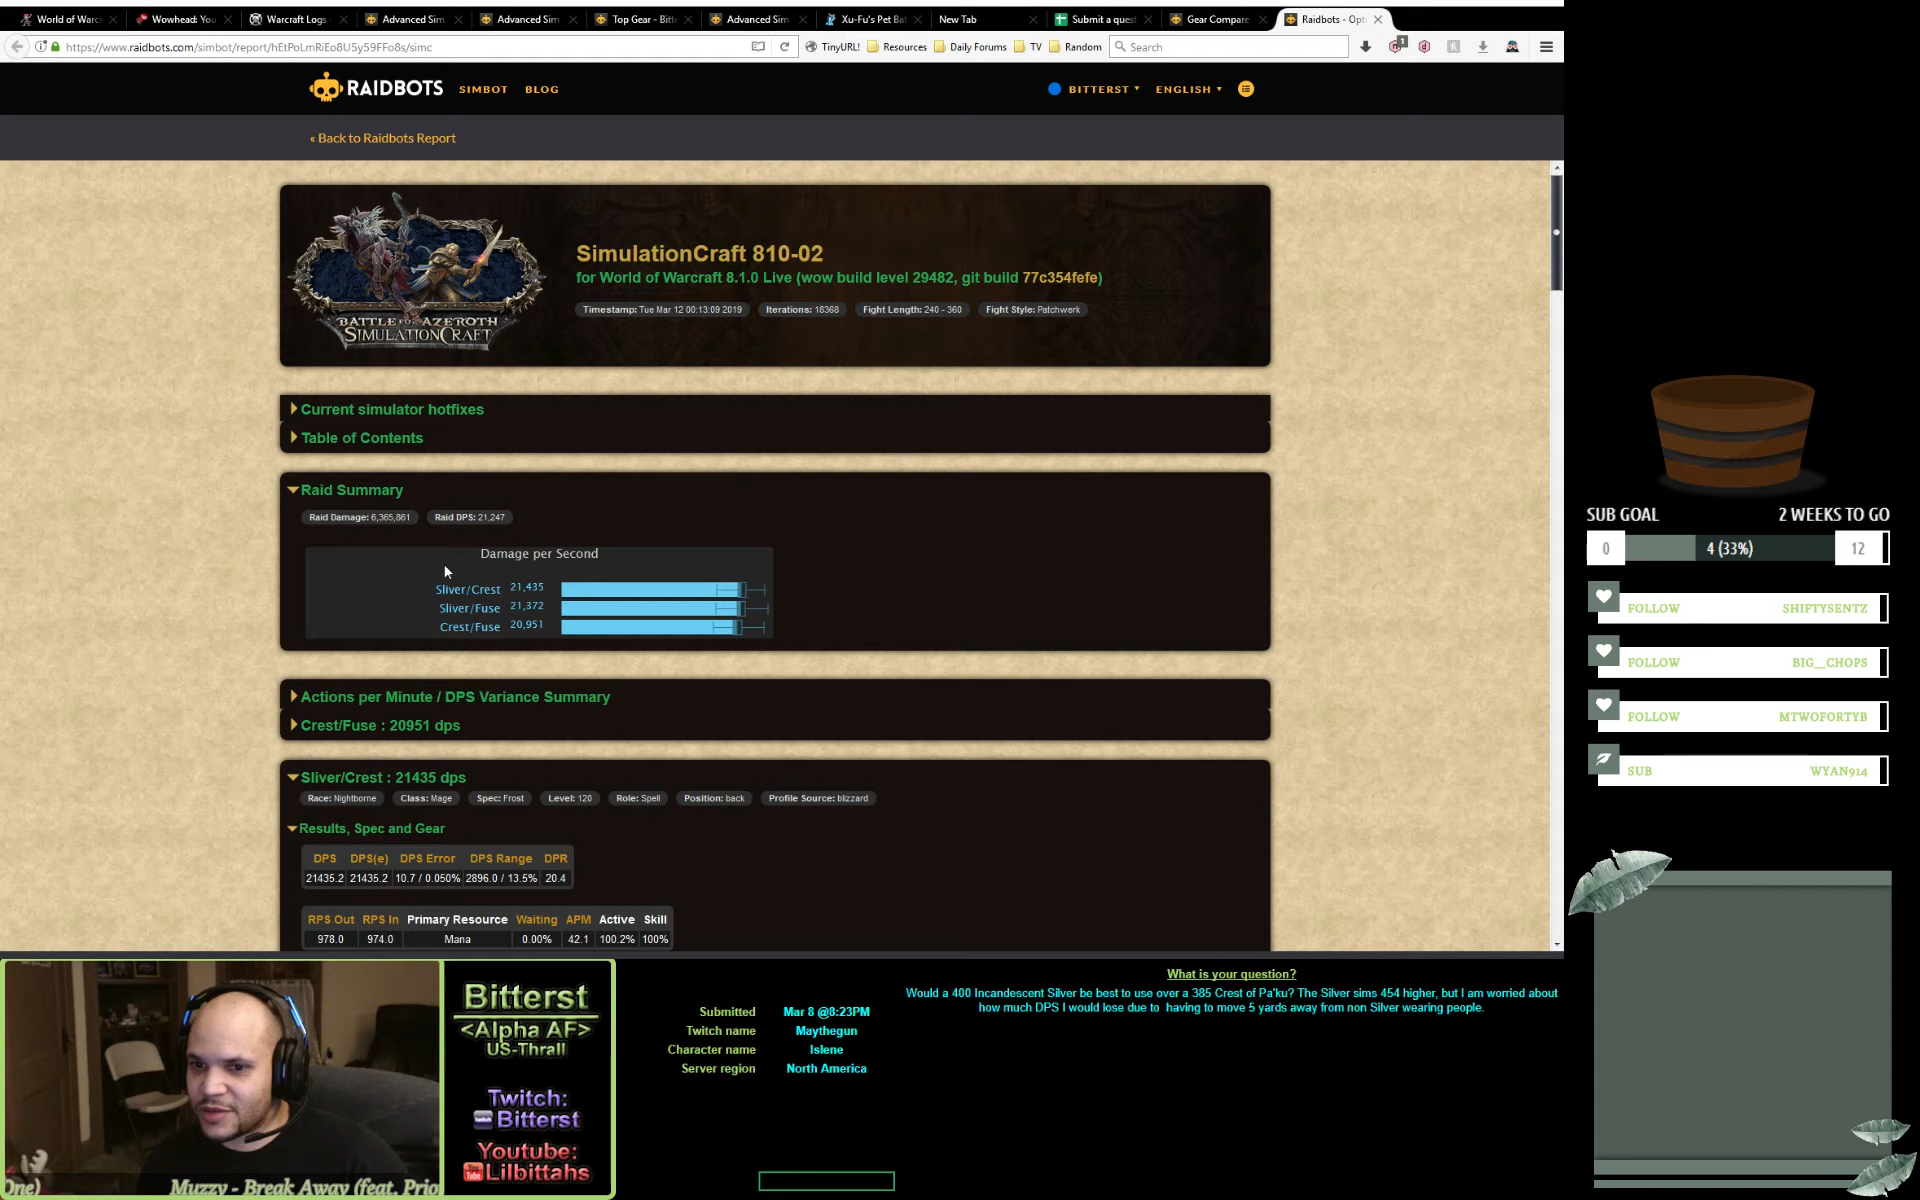 World of Warcr
Wowhead: You
Warcraft Logs
Advanced Sim
Advanced Sim
Top Gear - Bitt
Advanced Sim
Xu-Fu's Pet Bat
New Tab
Submit a quest
Gear Compare
Raidbots - Opt
https://www.raidbots.com/simbot/report/hEtPoLmRiEo8U5y59FFo8s/simc
TinyURL!
Resources
Daily Forums
TV
Random
Search
1
RAIDBOTS
SIMBOT
BLOG
BITTERST
ENGLISH
« Back to Raidbots Report
BATTLE FOR AZEROTH
SIMULATIONCRAFT
SimulationCraft 810-02
for World of Warcraft 8.1.0 Live (wow build level 29482, git build 77c354fefe)
Timestamp: Tue Mar 12 00:13:09 2019
Iterations: 18368
Fight Length: 240 - 360
Fight Style: Patchwerk
Current simulator hotfixes
Table of Contents
Raid Summary
Raid Damage: 6,365,861
Raid DPS: 21,247
Damage per Second
Sliver/Crest 21,435
Sliver/Fuse 21,372
Crest/Fuse 20,951
Actions per Minute / DPS Variance Summary
Crest/Fuse : 20951 dps
Sliver/Crest : 21435 dps
Race: Nightborne
Class: Mage
Spec: Frost
Level: 120
Role: Spell
Position: back
Profile Source: blizzard
Results, Spec and Gear
DPS DPS(e) DPS Error DPS Range DPR
21435.2 21435.2 10.7 / 0.050% 2896.0 / 13.5% 20.4
RPS Out RPS In Primary Resource Waiting APM Active Skill
978.0 974.0 Mana 0.00% 42.1 100.2% 100%
SUB GOAL 2 WEEKS TO GO
0 4 (33%) 12
FOLLOW SHIFTYSENTZ
FOLLOW BIG__CHOPS
FOLLOW MTWOFORTYB
SUB WYAN914
Bitterst
<Alpha AF>
US-Thrall
Twitch:
Bitterst
Youtube:
Lilbittahs
One)
Muzzy - Break Away (feat. Prio
Submitted Mar 8 @8:23PM
Twitch name Maythegun
Character name Islene
Server region North America
What is your question?
Would a 400 Incandescent Silver be best to use over a 385 Crest of Pa'ku? The Silver sims 454 higher, but I am worried about
how much DPS I would lose due to having to move 5 yards away from non Silver wearing people.